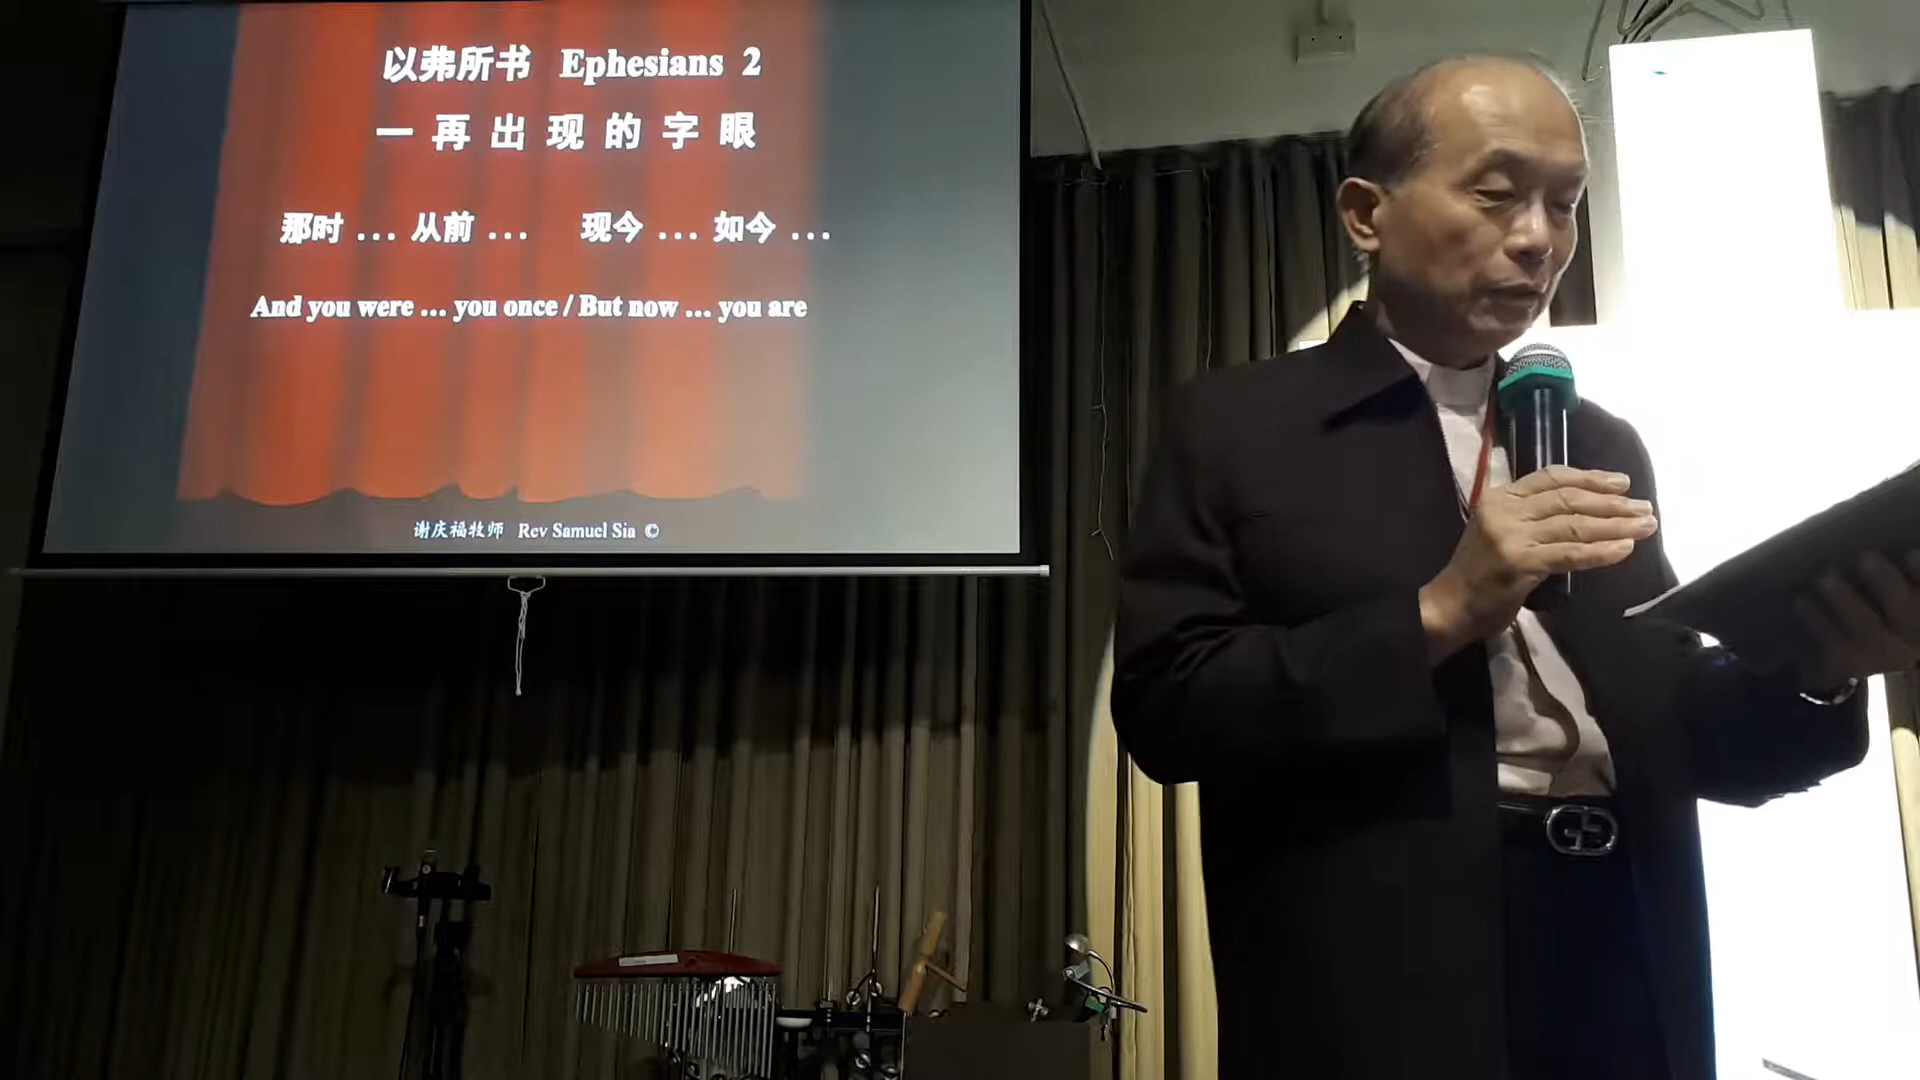 以弗所书 Ephesians 2
一再出现的字眼
那时 ... 从前 ... 现今 ... 如今 ...
And you were ... you once / But now ... you are
谢庆福牧师 Rev Samuel Sia ©